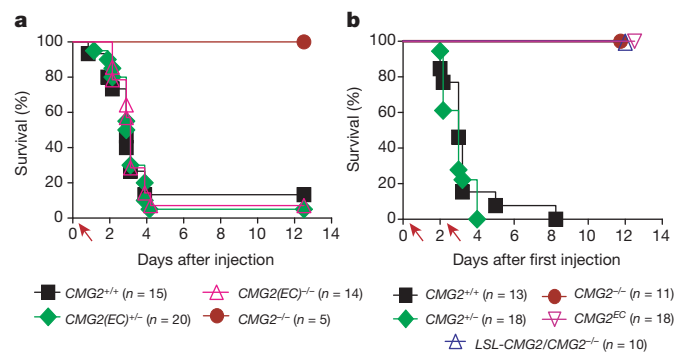 a
b
Survival (%)
100
80
60
40
20
0
0 2 4 6 8 10 12 14
Days after injection
CMG2+/+ (n = 15)
CMG2(EC)–/– (n = 14)
CMG2(EC)+/– (n = 20)
CMG2–/– (n = 5)
Survival (%)
100
80
60
40
20
0
0 2 4 6 8 10 12 14
Days after first injection
CMG2+/+ (n = 13)
CMG2–/– (n = 11)
CMG2+/– (n = 18)
CMG2EC (n = 18)
LSL-CMG2/CMG2–/– (n = 10)